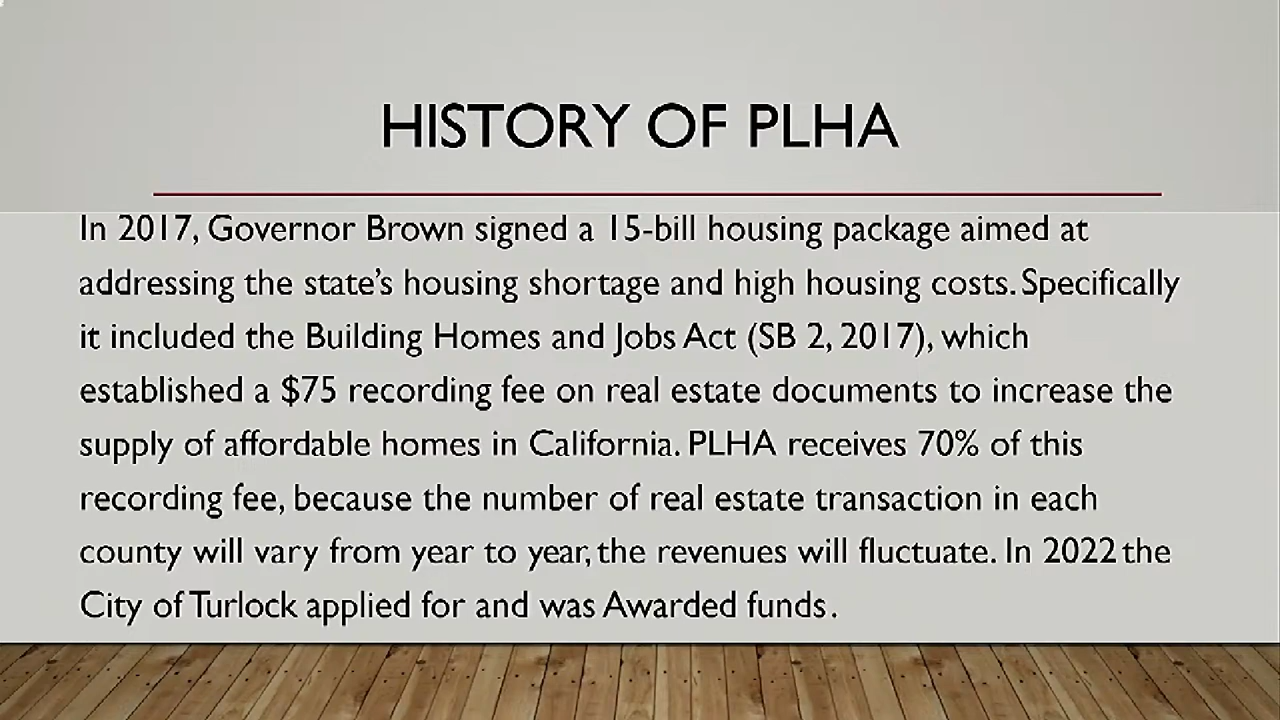 HISTORY OF PLHA
In 2017, Governor Brown signed a 15-bill housing package aimed at
addressing the state's housing shortage and high housing costs. Specifically
it included the Building Homes and Jobs Act (SB 2, 2017), which
established a $75 recording fee on real estate documents to increase the
supply of affordable homes in California. PLHA receives 70% of this
recording fee, because the number of real estate transaction in each
county will vary from year to year, the revenues will fluctuate. In 2022 the
City of Turlock applied for and was Awarded funds.